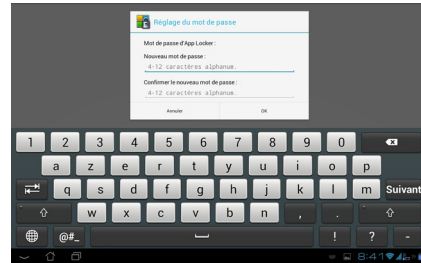 Réglage du mot de passe
Mot de passe d'App Locker :
Nouveau mot de passe :
4-12 caractères alphanum.
Confirmer le nouveau mot de passe :
4-12 caractères alphanum.
Annuler OK
1 2 3 4 5 6 7 8 9 0
a z e r t y u i o p
q s d f g h j k l m Suivant
w x c v b n , .
@#_ ! ? -
8:41